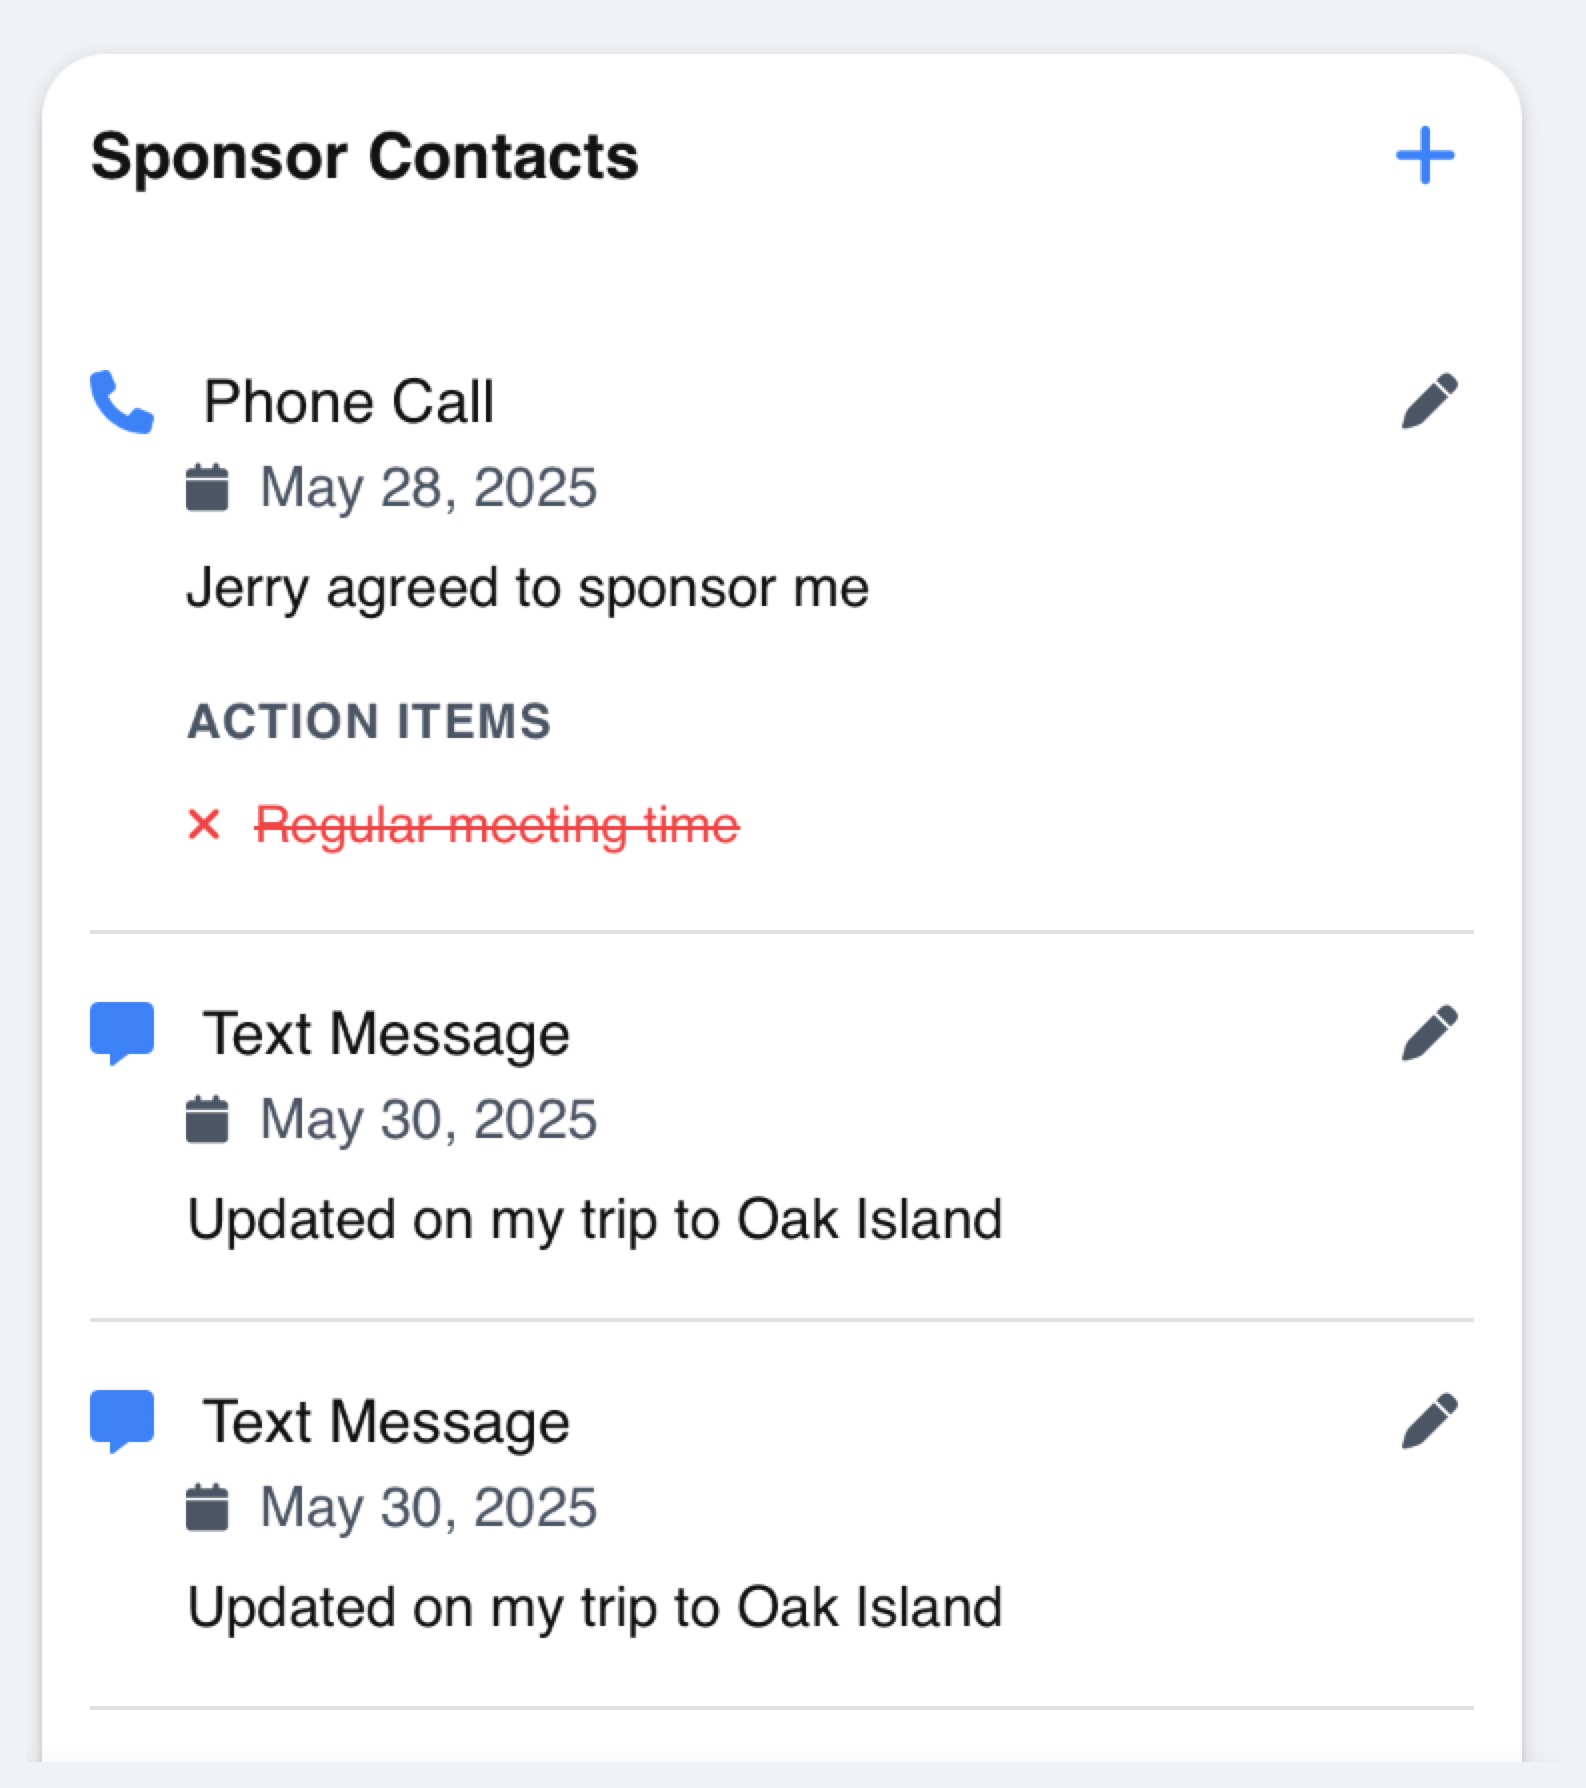 Sponsor Contacts
Phone Call
May 28, 2025
Jerry agreed to sponsor me
ACTION ITEMS
Regular meeting time
Text Message
May 30, 2025
Updated on my trip to Oak Island
Text Message
May 30, 2025
Updated on my trip to Oak Island